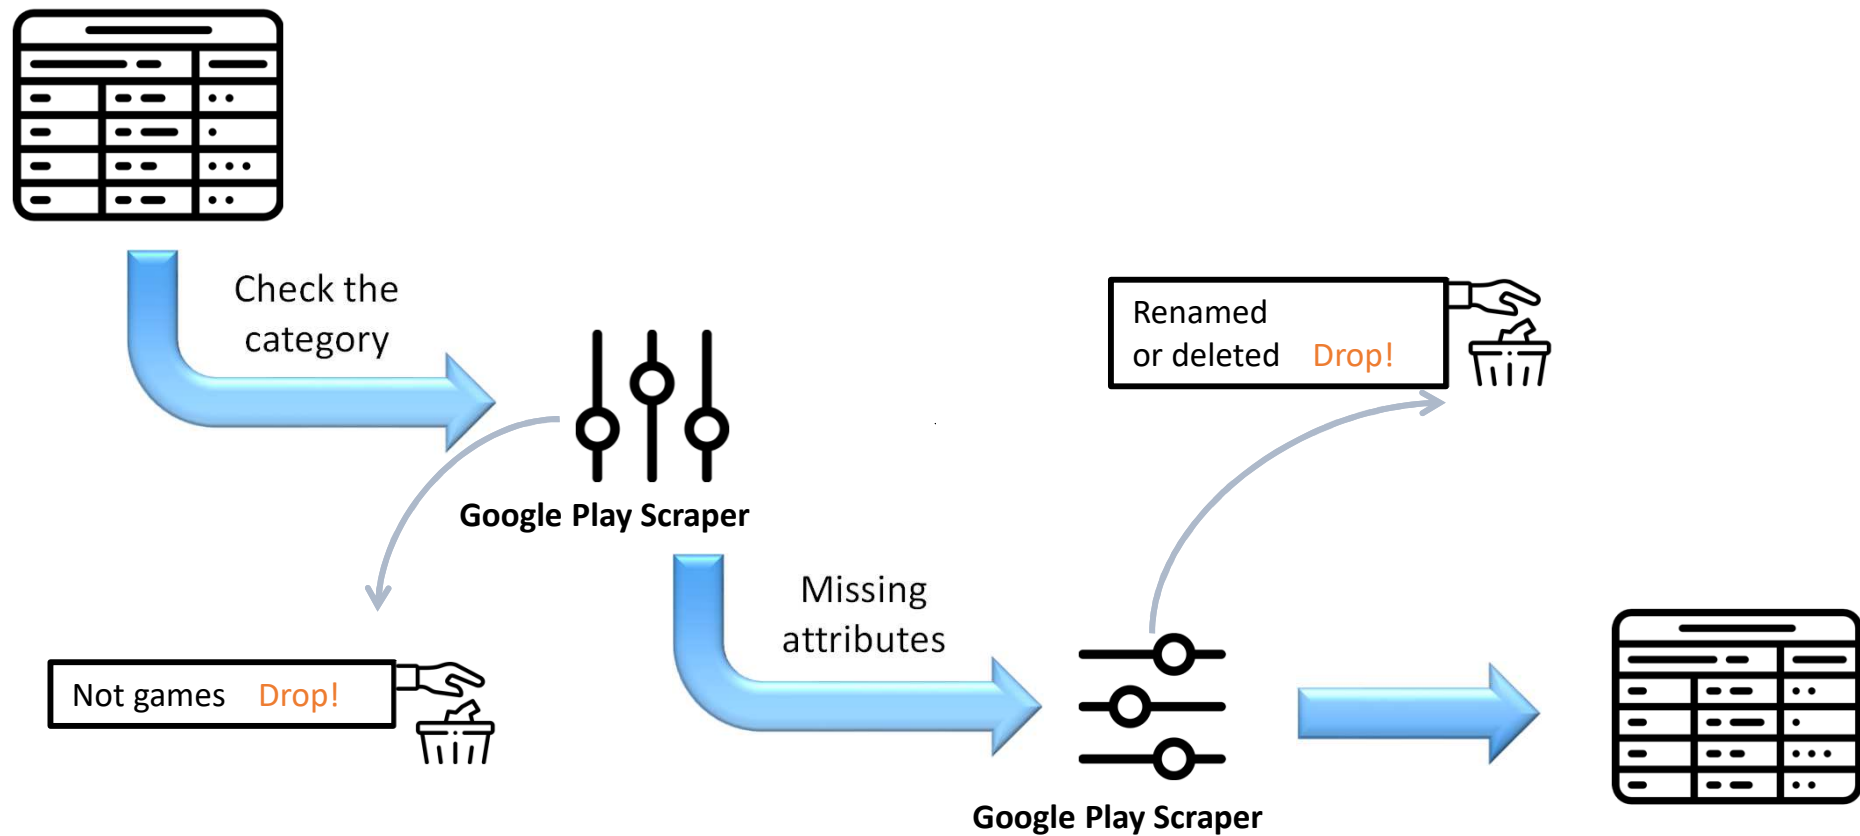 Check the
category
Google Play Scraper
Not games Drop!
Missing
attributes
Google Play Scraper
Renamed
or deleted Drop!